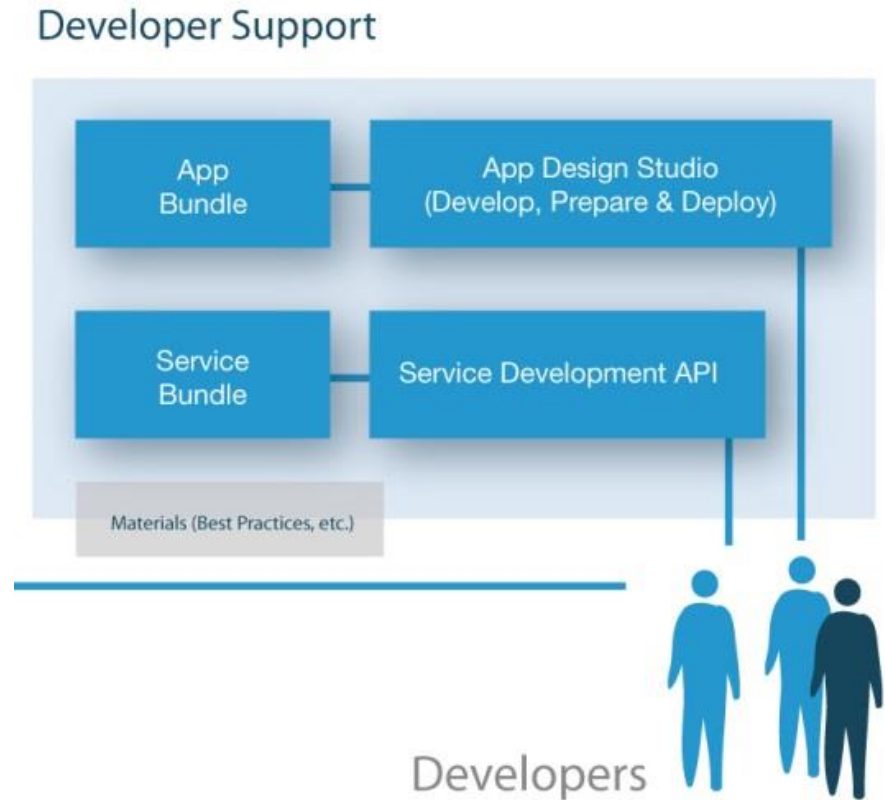 Developer Support
App
Bundle
App Design Studio
(Develop, Prepare & Deploy)
Service
Bundle
Service Development API
Materials (Best Practices, etc.)
Developers